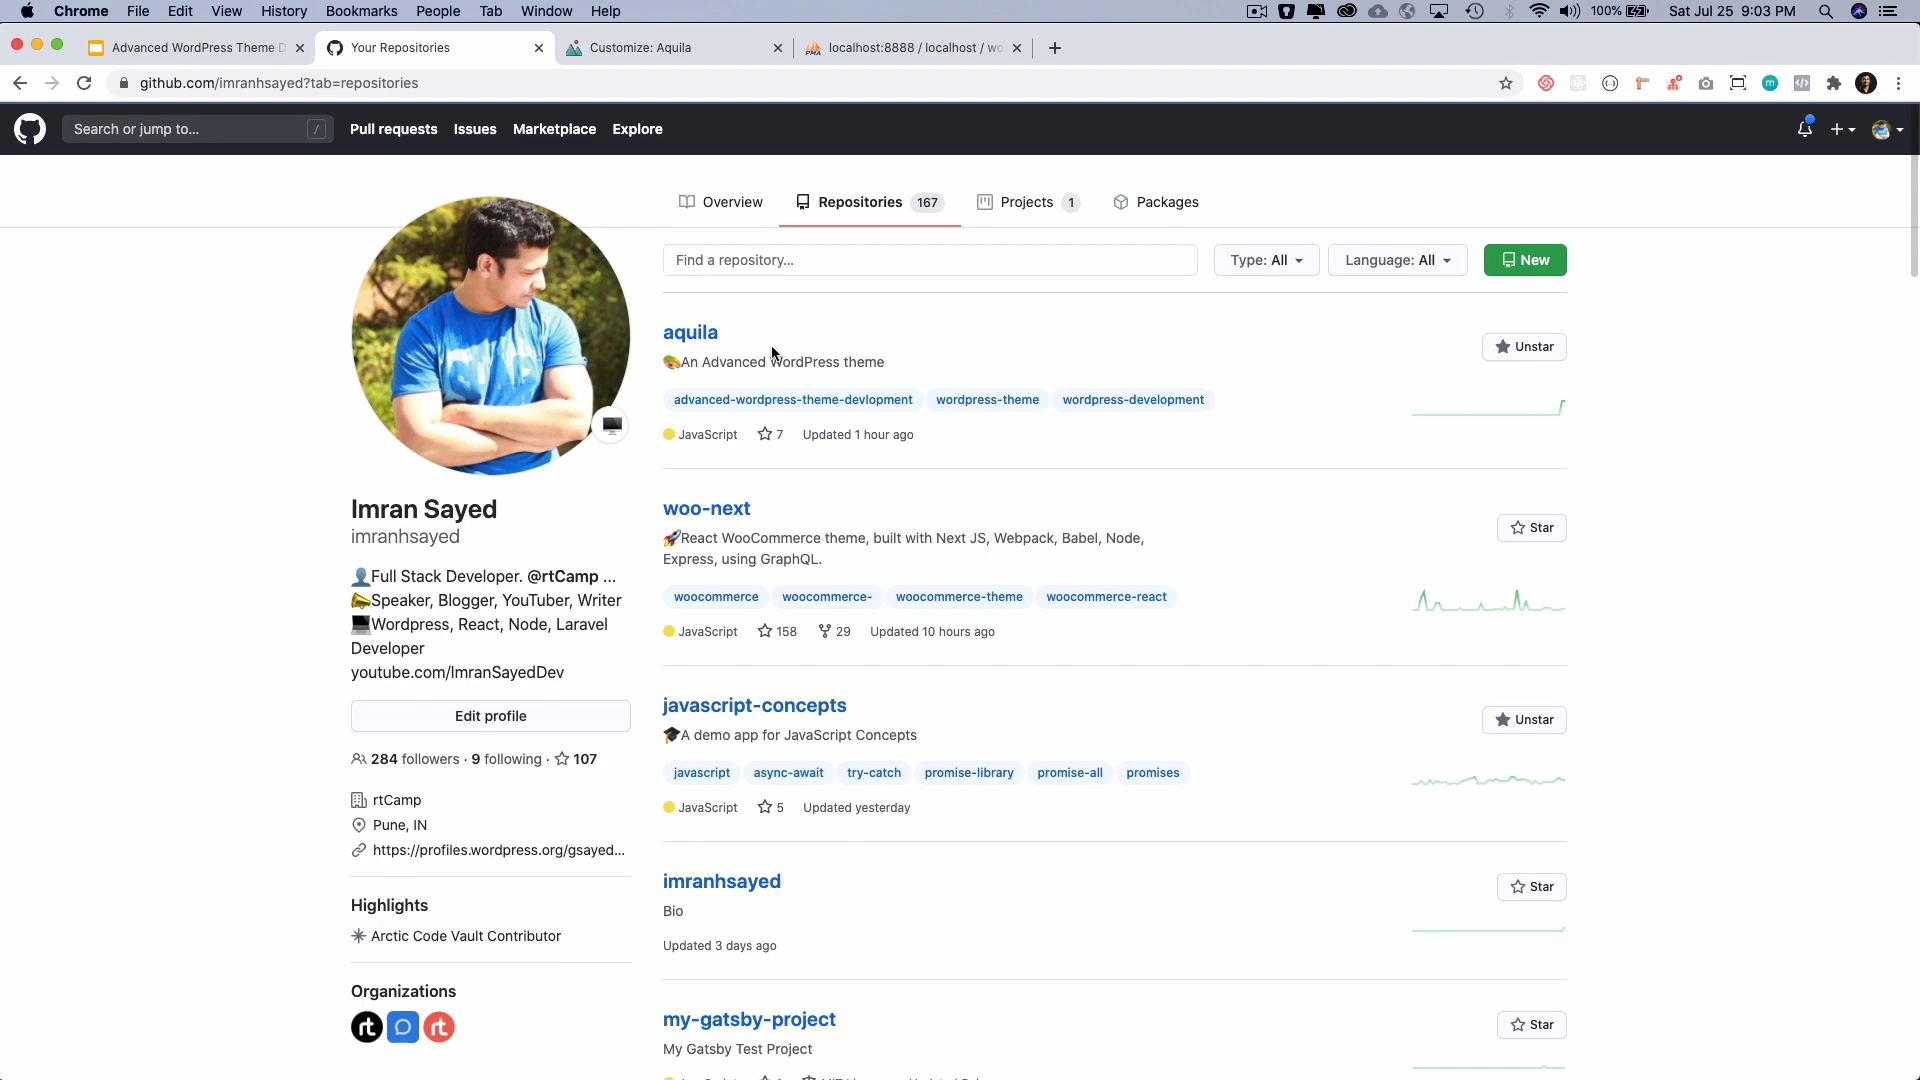 Chrome File Edit View History Bookmarks People Tab Window Help 100% Sat Jul 25 9:03 PM
Advanced WordPress Theme D Your Repositories Customize: Aquila PMA localhost:8888 / localhost / wo
github.com/imranhsayed?tab=repositories
Search or jump to... / Pull requests Issues Marketplace Explore
Overview Repositories 167 Projects 1 Packages
Find a repository... Type: All Language: All New
aquila
Unstar
An Advanced WordPress theme
advanced-wordpress-theme-devlopment wordpress-theme wordpress-development
JavaScript 7 Updated 1 hour ago
Imran Sayed
imranhsayed
Full Stack Developer. @rtCamp ...
Speaker, Blogger, YouTuber, Writer
Wordpress, React, Node, Laravel
Developer
youtube.com/ImranSayedDev
Edit profile
284 followers · 9 following · 107
rtCamp
Pune, IN
https://profiles.wordpress.org/gsayed...
Highlights
Arctic Code Vault Contributor
Organizations
woo-next
Star
React WooCommerce theme, built with Next JS, Webpack, Babel, Node,
Express, using GraphQL.
woocommerce woocommerce- woocommerce-theme woocommerce-react
JavaScript 158 29 Updated 10 hours ago
javascript-concepts
Unstar
A demo app for JavaScript Concepts
javascript async-await try-catch promise-library promise-all promises
JavaScript 5 Updated yesterday
imranhsayed
Star
Bio
Updated 3 days ago
my-gatsby-project
Star
My Gatsby Test Project